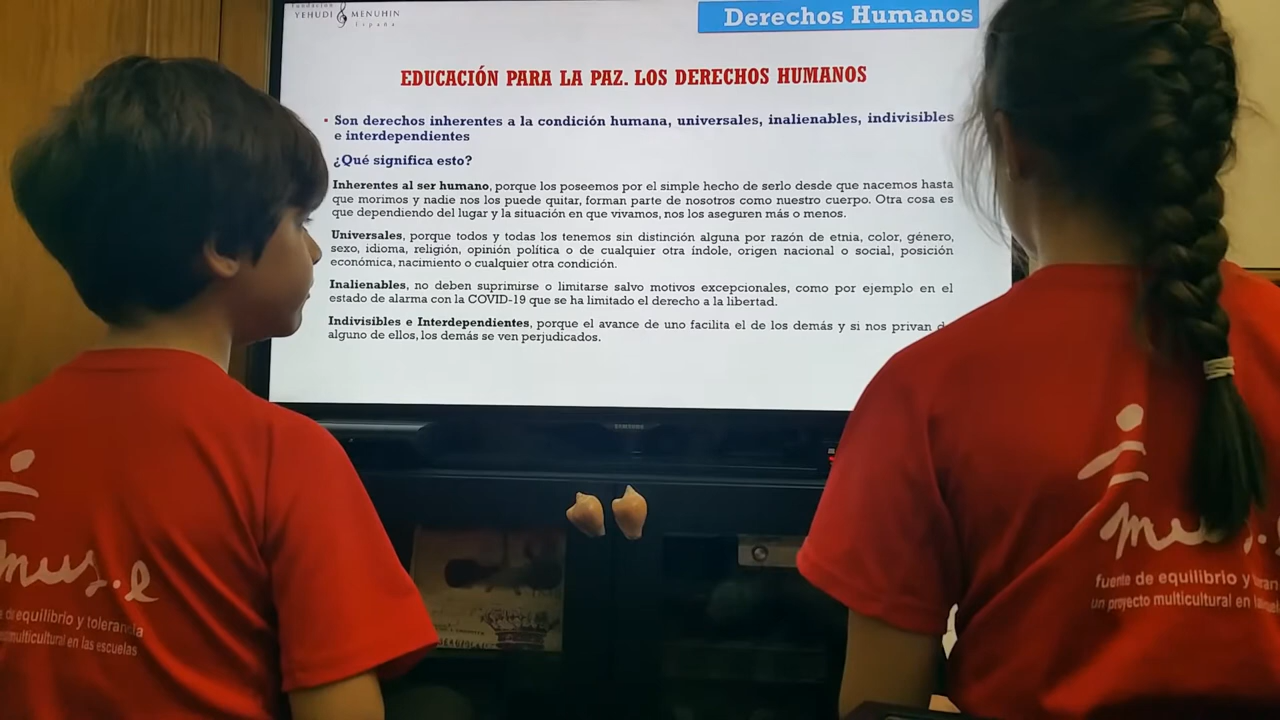 Fundación
YEHUDI MENUHIN
España
Derechos Humanos
EDUCACIÓN PARA LA PAZ. LOS DERECHOS HUMANOS
• Son derechos inherentes a la condición humana, universales, inalienables, indivisibles
e interdependientes
¿Qué significa esto?
Inherentes al ser humano, porque los poseemos por el simple hecho de serlo desde que nacemos hasta
que morimos y nadie nos los puede quitar, forman parte de nosotros como nuestro cuerpo. Otra cosa es
que dependiendo del lugar y la situación en que vivamos, nos los aseguren más o menos.
Universales, porque todos y todas los tenemos sin distinción alguna por razón de etnia, color, género,
sexo, idioma, religión, opinión política o de cualquier otra índole, origen nacional o social, posición
económica, nacimiento o cualquier otra condición.
Inalienables, no deben suprimirse o limitarse salvo motivos excepcionales, como por ejemplo en el
estado de alarma con la COVID-19 que se ha limitado el derecho a la libertad.
Indivisibles e Interdependientes, porque el avance de uno facilita el de los demás y si nos privan
alguno de ellos, los demás se ven perjudicados.
SAMSUNG
mus.e
de equilibrio y tolerancia
multicultural en las escuelas
mus.
fuente de equilibrio y
un proyecto multicultural en